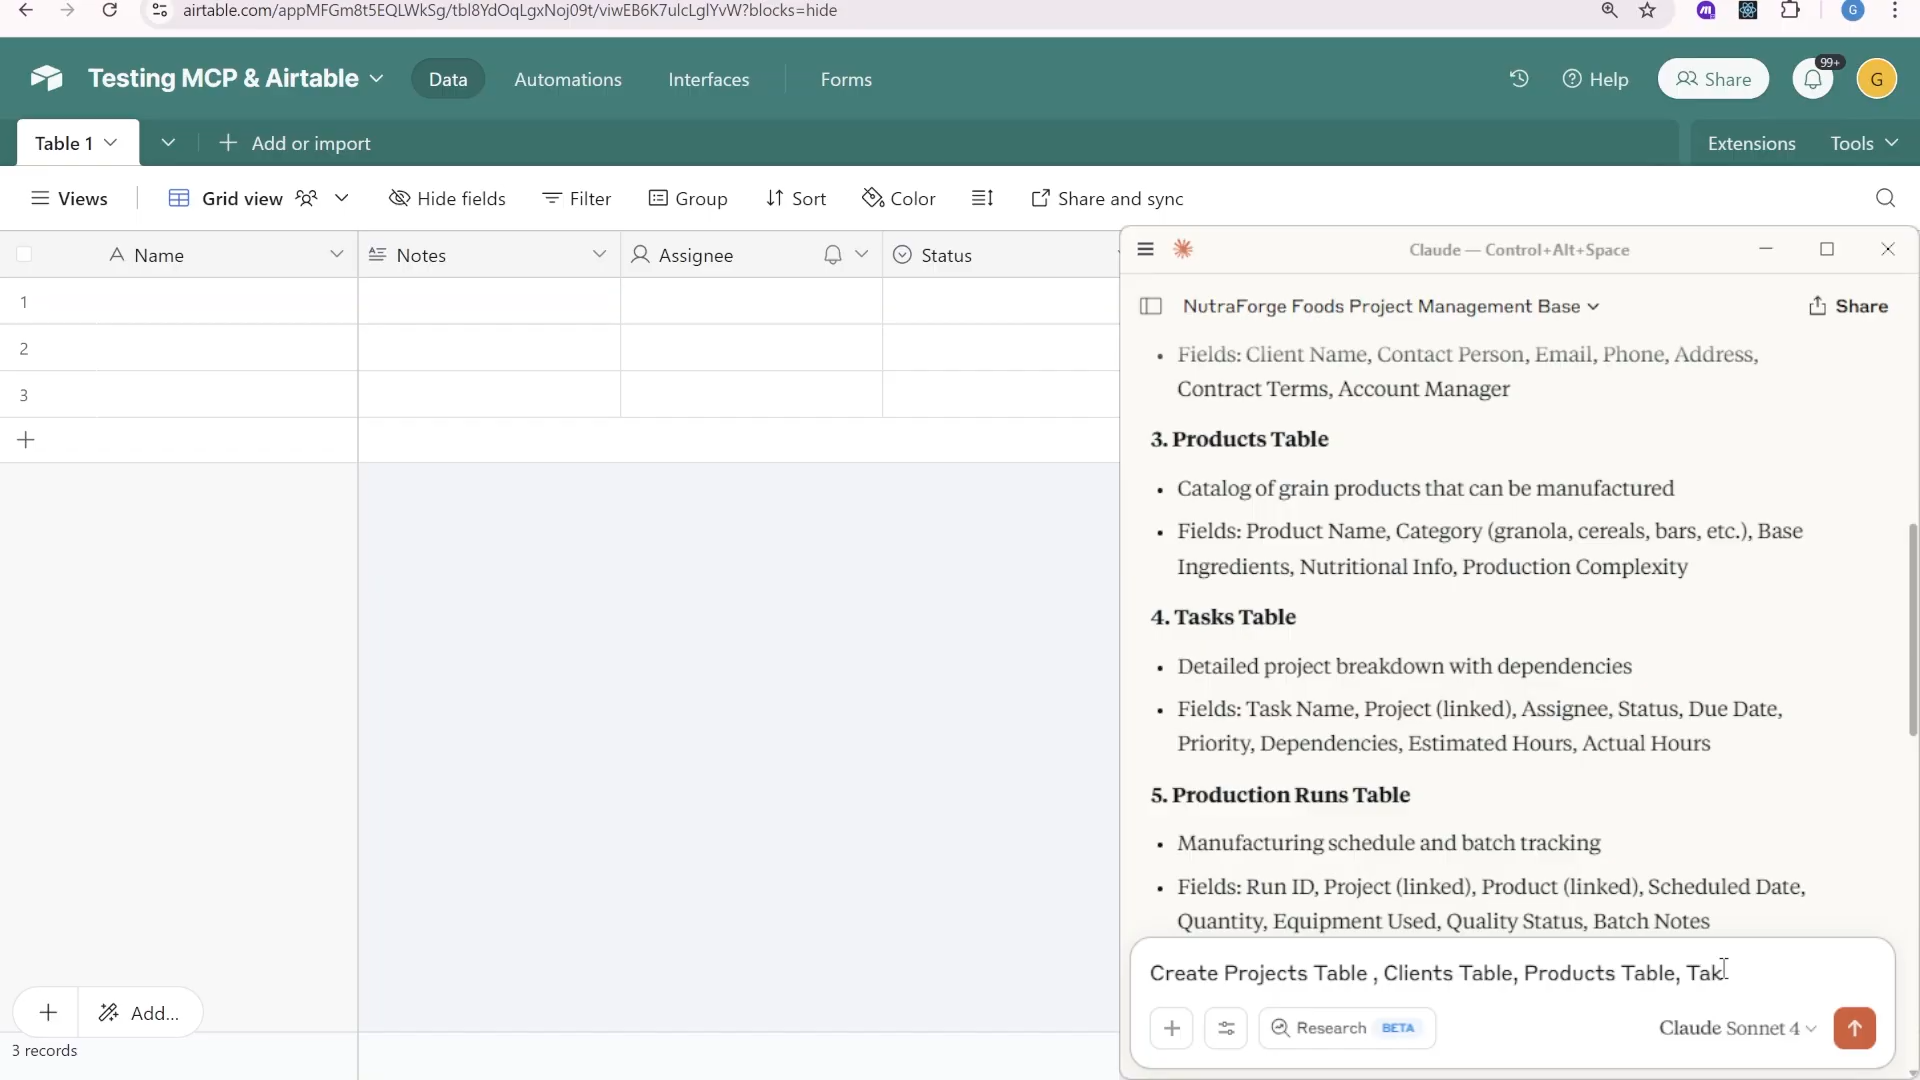 airtable.com/appMFGm8t5EQLWkSg/tbl8YdOqLgxNoj09t/viwEB6K7ulcLglYvW?blocks=hide
G
Testing MCP & Airtable
Data
Automations
Interfaces
Forms
Help
Share
99+
G
Table 1
Add or import
Extensions
Tools
Views
Grid view
Hide fields
Filter
Group
Sort
Color
Share and sync
Name
Notes
Assignee
Status
1
2
3
Add...
3 records
Claude — Control+Alt+Space
NutraForge Foods Project Management Base
Share
• Fields: Client Name, Contact Person, Email, Phone, Address,
Contract Terms, Account Manager
3. Products Table
• Catalog of grain products that can be manufactured
• Fields: Product Name, Category (granola, cereals, bars, etc.), Base
Ingredients, Nutritional Info, Production Complexity
4. Tasks Table
• Detailed project breakdown with dependencies
• Fields: Task Name, Project (linked), Assignee, Status, Due Date,
Priority, Dependencies, Estimated Hours, Actual Hours
5. Production Runs Table
• Manufacturing schedule and batch tracking
• Fields: Run ID, Project (linked), Product (linked), Scheduled Date,
Quantity, Equipment Used, Quality Status, Batch Notes
Create Projects Table , Clients Table, Products Table, Tak
Research BETA
Claude Sonnet 4